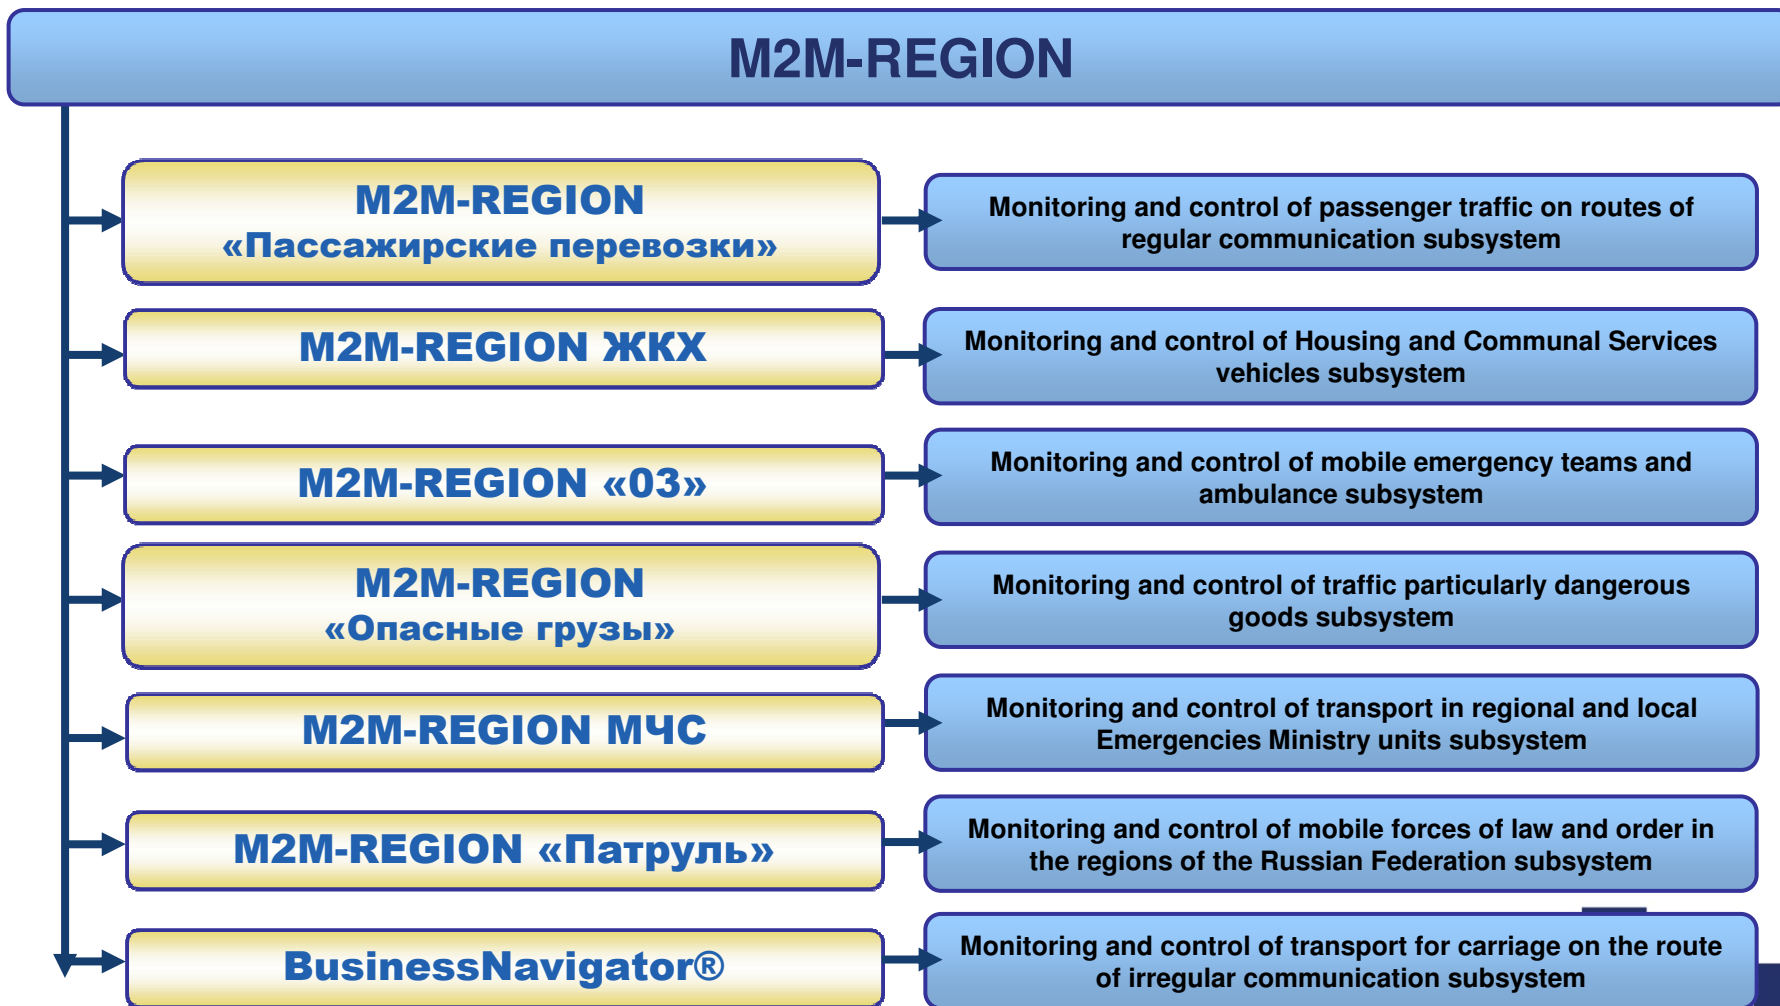 M2M-REGION
M2M-REGION
«Пассажирские перевозки»
Monitoring and control of passenger traffic on routes of
regular communication subsystem
M2M-REGION ЖКХ
Monitoring and control of Housing and Communal Services
vehicles subsystem
M2M-REGION «03»
Monitoring and control of mobile emergency teams and
ambulance subsystem
M2M-REGION
«Опасные грузы»
Monitoring and control of traffic particularly dangerous
goods subsystem
M2M-REGION МЧС
Monitoring and control of transport in regional and local
Emergencies Ministry units subsystem
M2M-REGION «Патруль»
Monitoring and control of mobile forces of law and order in
the regions of the Russian Federation subsystem
BusinessNavigator®
Monitoring and control of transport for carriage on the route
of irregular communication subsystem